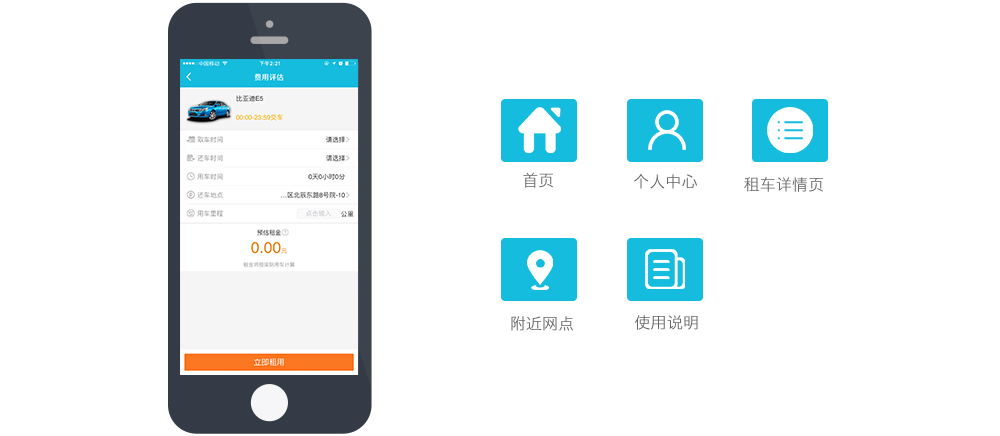 中国移动
下午2:21
费用评估
比亚迪E5
00:00-23:59交车
取车时间
请选择
还车时间
请选择
用车时间
0天0小时0分
还车地点
...区北辰东路8号院-10
用车里程
点击输入
公里
预估租金
0.00元
租金将按实际用车计算
立即租用
首页
个人中心
租车详情页
附近网点
使用说明